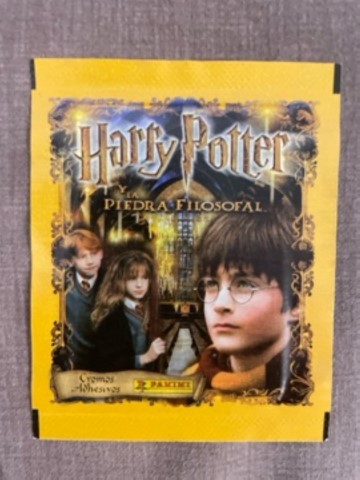 Harry Potter
Y LA
PIEDRA FILOSOFAL
Cromos
Adhesivos
PANINI